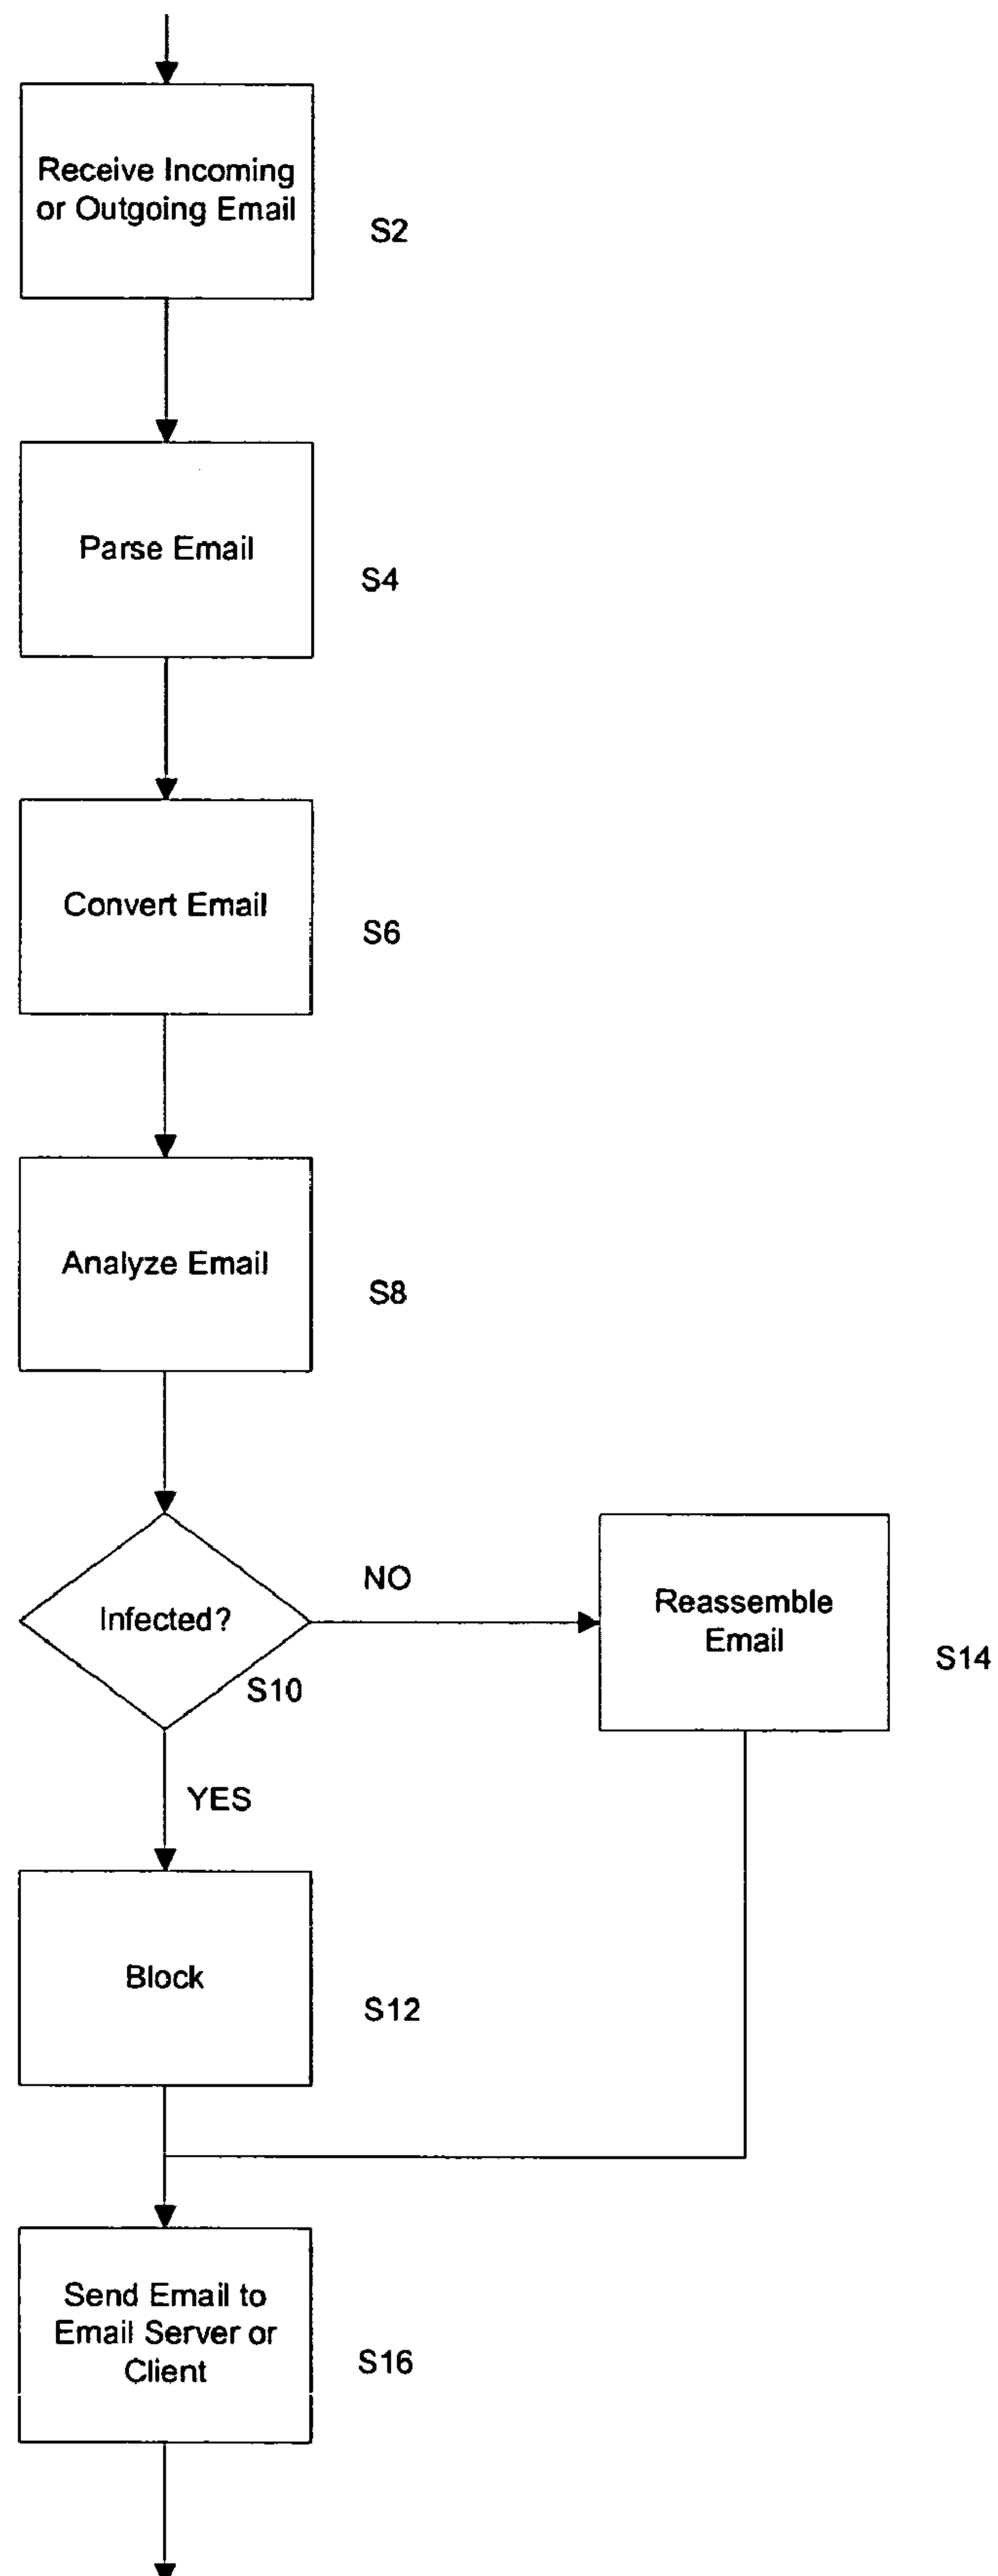 Receive Incoming
or Outgoing Email
S2
Parse Email
S4
Convert Email
S6
Analyze Email
S8
Infected?
S10
NO
Reassemble
Email
S14
YES
Block
S12
Send Email to
Email Server or
Client
S16